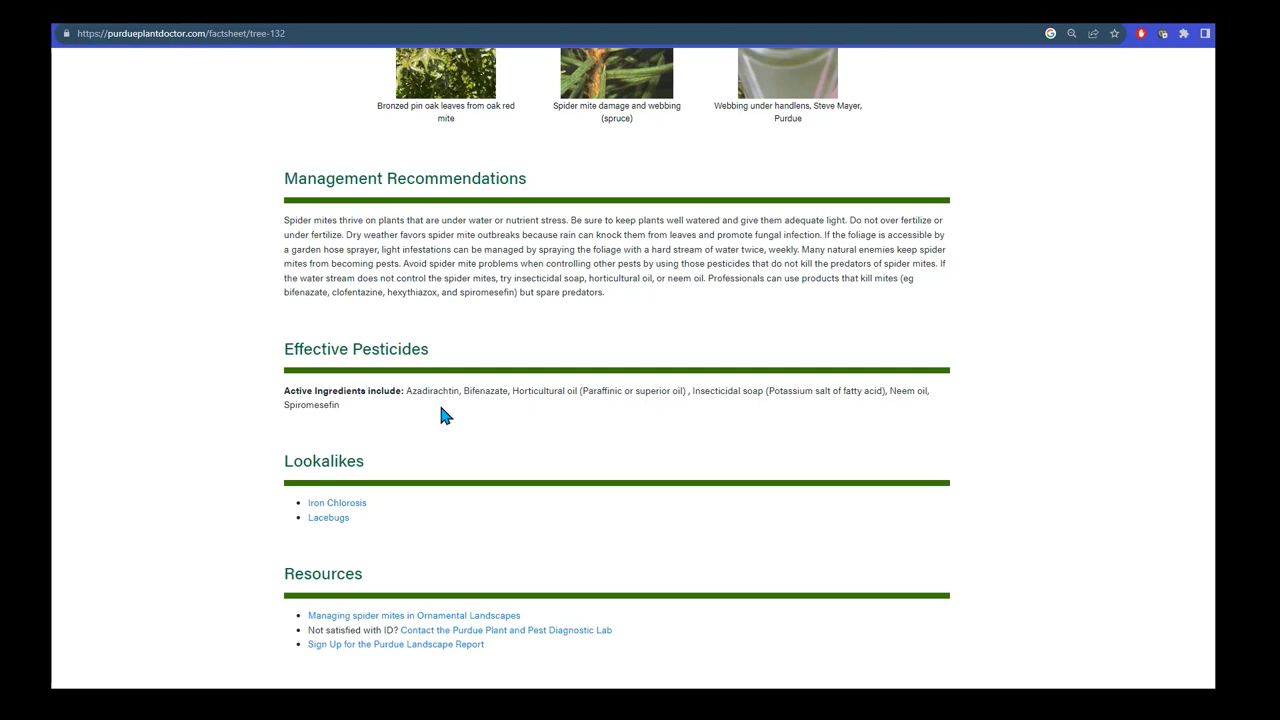 https://purdueplantdoctor.com/factsheet/tree-132
Bronzed pin oak leaves from oak red
mite
Spider mite damage and webbing
(spruce)
Webbing under handlens, Steve Mayer,
Purdue
Management Recommendations
Spider mites thrive on plants that are under water or nutrient stress. Be sure to keep plants well watered and give them adequate light. Do not over fertilize or
under fertilize. Dry weather favors spider mite outbreaks because rain can knock them from leaves and promote fungal infection. If the foliage is accessible by
a garden hose sprayer, light infestations can be managed by spraying the foliage with a hard stream of water twice, weekly. Many natural enemies keep spider
mites from becoming pests. Avoid spider mite problems when controlling other pests by using those pesticides that do not kill the predators of spider mites. If
the water stream does not control the spider mites, try insecticidal soap, horticultural oil, or neem oil. Professionals can use products that kill mites (eg
bifenazate, clofentazine, hexythiazox, and spiromesefin) but spare predators.
Effective Pesticides
Active Ingredients include: Azadirachtin, Bifenazate, Horticultural oil (Paraffinic or superior oil) , Insecticidal soap (Potassium salt of fatty acid), Neem oil,
Spiromesefin
Lookalikes
Iron Chlorosis
Lacebugs
Resources
Managing spider mites in Ornamental Landscapes
Not satisfied with ID? Contact the Purdue Plant and Pest Diagnostic Lab
Sign Up for the Purdue Landscape Report